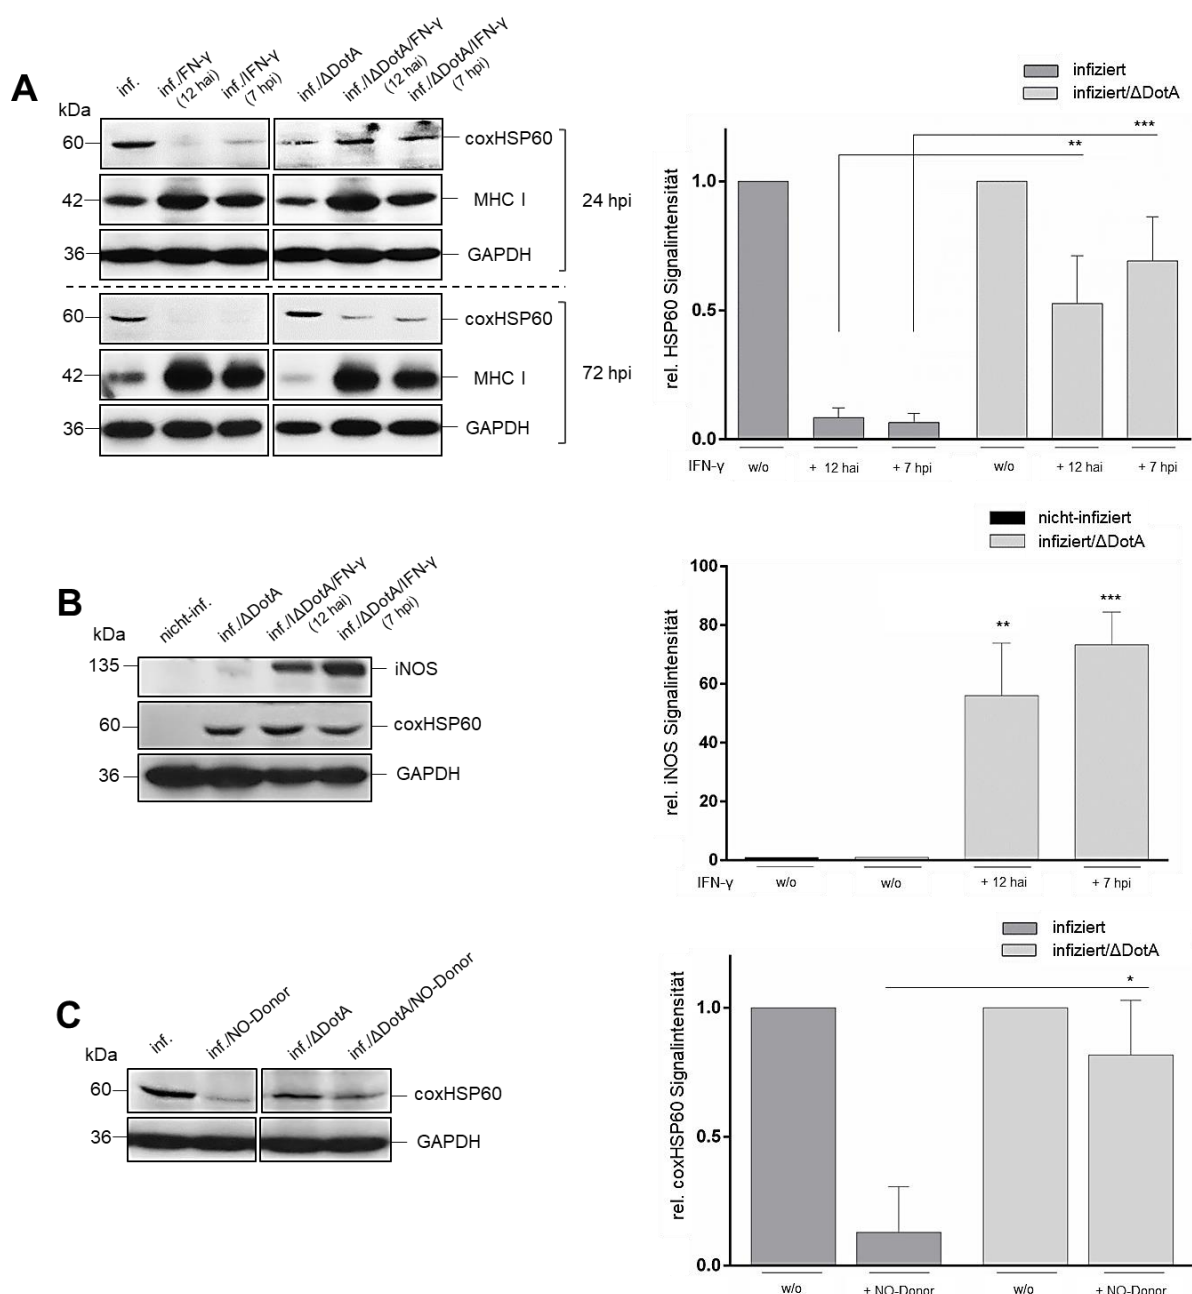 A
kDa
inf.
inf./FN-γ
(12 hai)
inf./IFN-γ
(7 hpi)
inf./ΔDotA
inf./IΔDotA/FN-γ
(12 hai)
inf./ΔDotA/IFN-γ
(7 hpi)
60
coxHSP60
42
MHC I
24 hpi
36
GAPDH
60
coxHSP60
42
MHC I
72 hpi
36
GAPDH
infiziert
infiziert/ΔDotA
rel. HSP60 Signalintensität
***
**
1.0
0.5
0.0
IFN-γ
w/o
+ 12 hai
+ 7 hpi
w/o
+ 12 hai
+ 7 hpi
B
kDa
nicht-inf.
inf./ΔDotA
inf./IΔDotA/FN-γ
(12 hai)
inf./ΔDotA/IFN-γ
(7 hpi)
135
iNOS
60
coxHSP60
36
GAPDH
nicht-infiziert
infiziert/ΔDotA
rel. iNOS Signalintensität
100
80
60
40
20
0
**
***
IFN-γ
w/o
w/o
+ 12 hai
+ 7 hpi
C
kDa
inf.
inf./NO-Donor
inf./ΔDotA
inf./ΔDotA/NO-Donor
60
coxHSP60
36
GAPDH
infiziert
infiziert/ΔDotA
rel. coxHSP60 Signalintensität
*
1.0
0.5
0.0
w/o
+ NO-Donor
w/o
+ NO-Donor